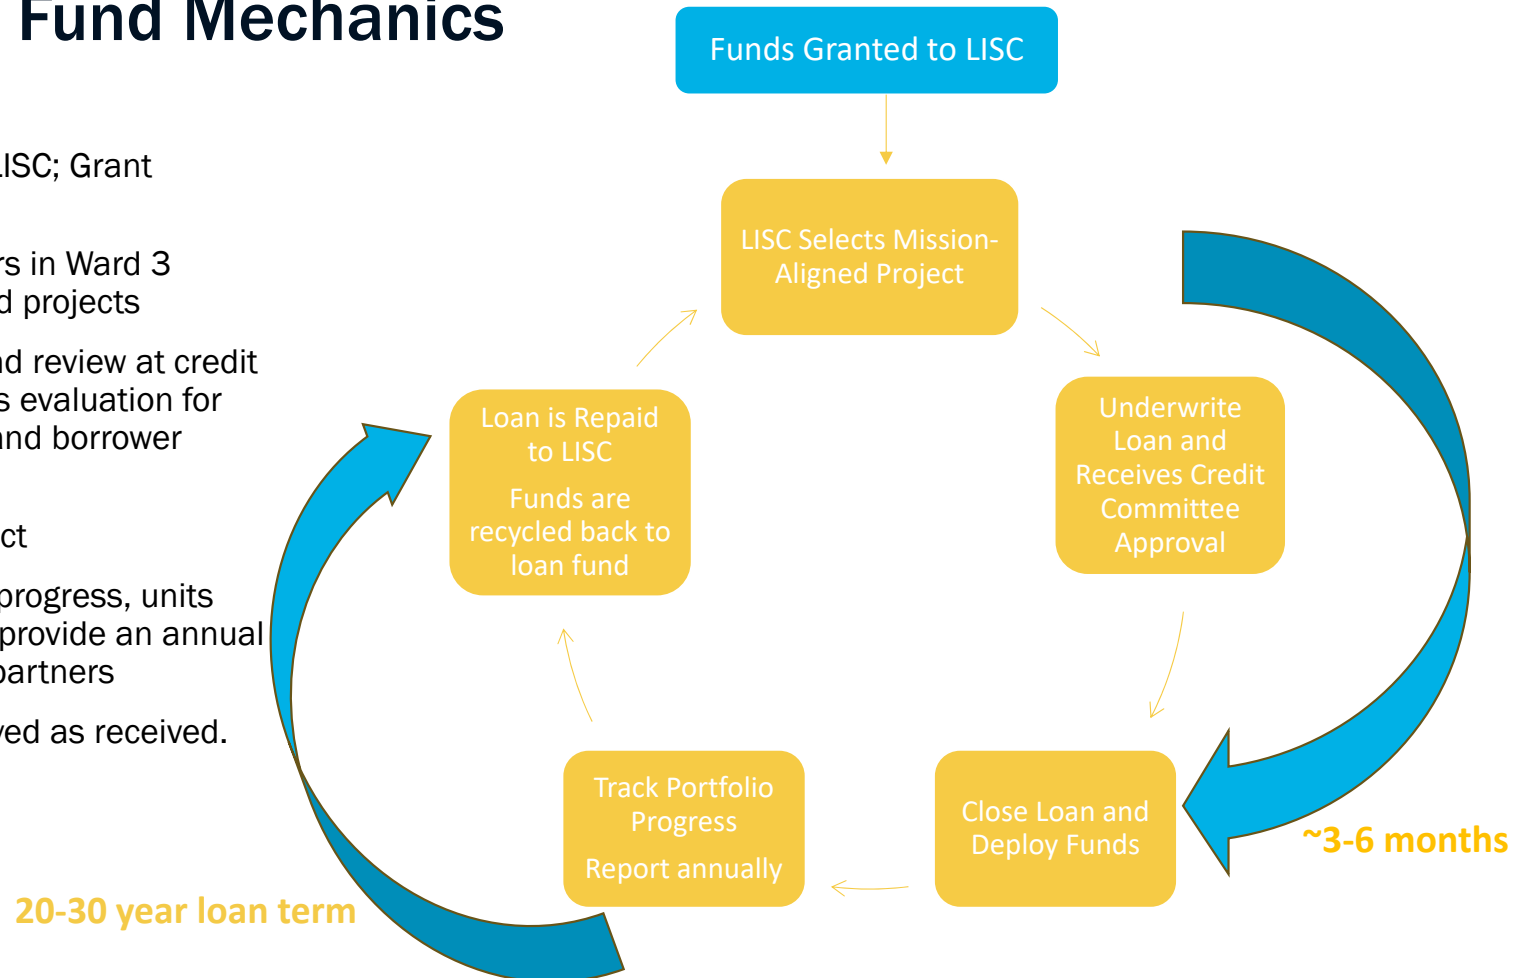 Fund Mechanics
LISC; Grant
rs in Ward 3
d projects
nd review at credit
s evaluation for
and borrower
ct
progress, units
provide an annual
partners
ved as received.
Funds Granted to LISC
LISC Selects Mission-
Aligned Project
Underwrite
Loan and
Receives Credit
Committee
Approval
Close Loan and
Deploy Funds
~3-6 months
Track Portfolio
Progress
Report annually
20-30 year loan term
Loan is Repaid
to LISC
Funds are
recycled back to
loan fund